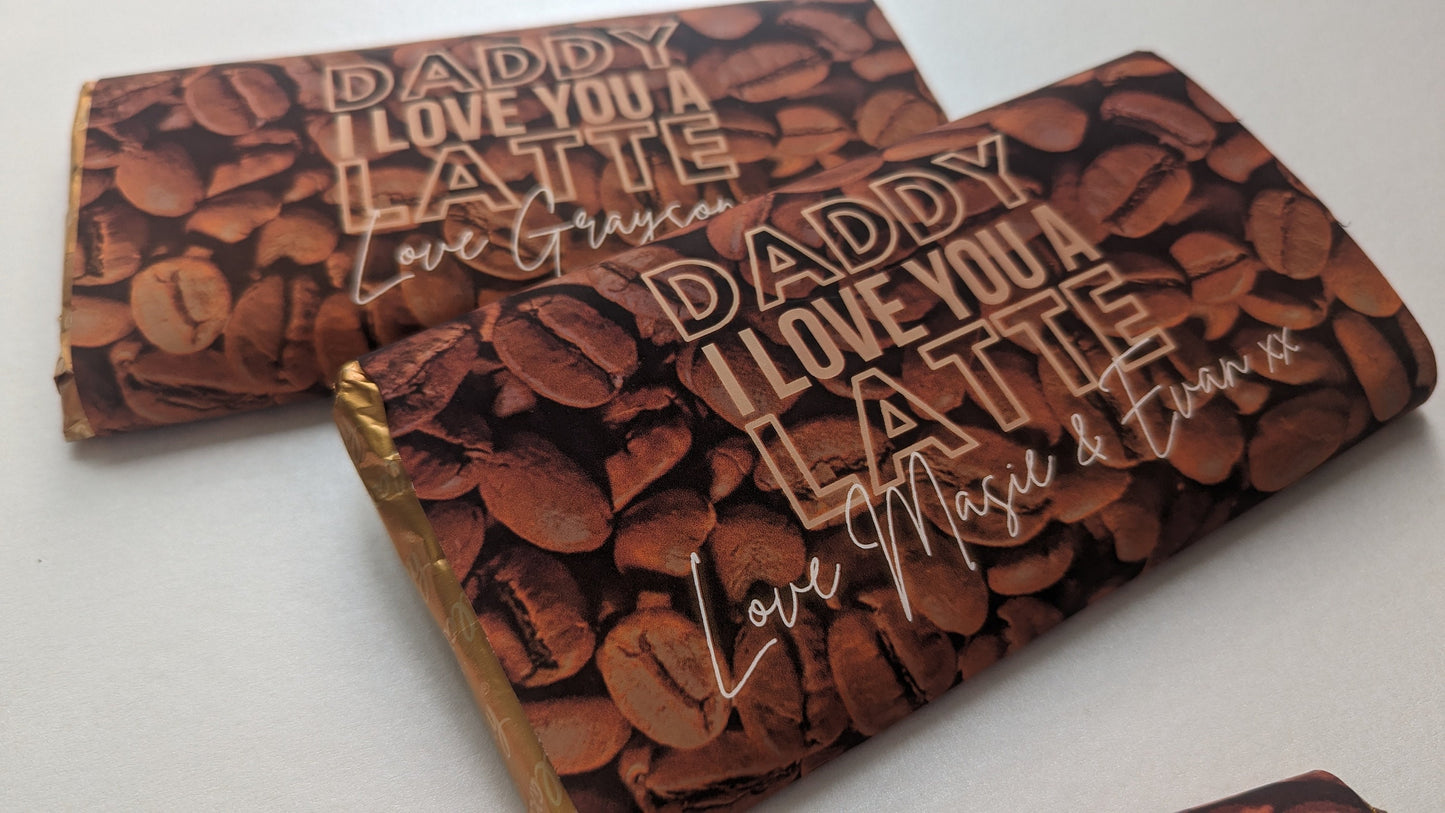 DADDY
I LOVE YOU A
LATTE
Love Grayson
DADDY
I LOVE YOU A
LATTE
Love Masie & Evan xx